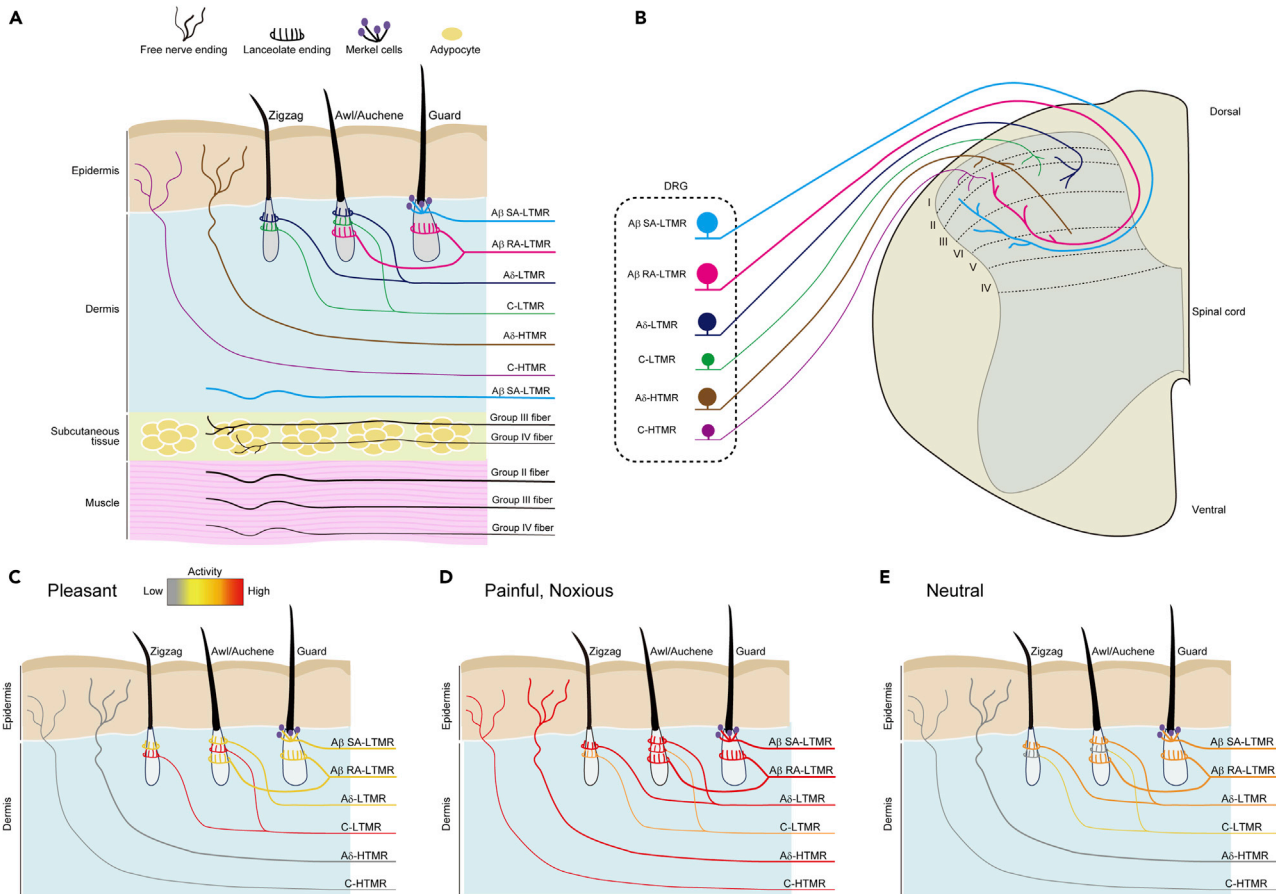 A
Free nerve ending
Lanceolate ending
Merkel cells
Adypocyte
Zigzag
Awl/Auchene
Guard
Epidermis
Dermis
Subcutaneous
tissue
Muscle
Aβ SA-LTMR
Aβ RA-LTMR
Aδ-LTMR
C-LTMR
Aδ-HTMR
C-HTMR
Aβ SA-LTMR
Group III fiber
Group IV fiber
Group II fiber
Group III fiber
Group IV fiber
B
DRG
Aβ SA-LTMR
Aβ RA-LTMR
Aδ-LTMR
C-LTMR
Aδ-HTMR
C-HTMR
I
II
III
VI
V
IV
Dorsal
Spinal cord
Ventral
C
Pleasant
Activity
Low
High
Zigzag
Awl/Auchene
Guard
Epidermis
Dermis
Aβ SA-LTMR
Aβ RA-LTMR
Aδ-LTMR
C-LTMR
Aδ-HTMR
C-HTMR
D
Painful, Noxious
Zigzag
Awl/Auchene
Guard
Epidermis
Dermis
Aβ SA-LTMR
Aβ RA-LTMR
Aδ-LTMR
C-LTMR
Aδ-HTMR
C-HTMR
E
Neutral
Zigzag
Awl/Auchene
Guard
Epidermis
Dermis
Aβ SA-LTMR
Aβ RA-LTMR
Aδ-LTMR
C-LTMR
Aδ-HTMR
C-HTMR